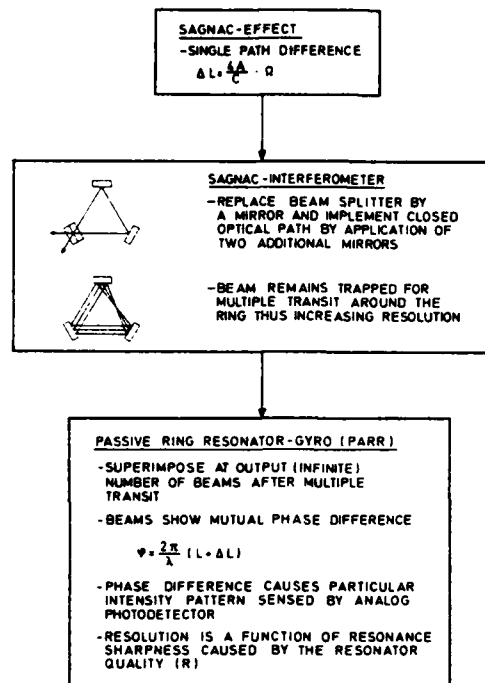 SAGNAC-EFFECT
-SINGLE PATH DIFFERENCE
ΔL=4A/C · Ω
SAGNAC-INTERFEROMETER
-REPLACE BEAM SPLITTER BY
A MIRROR AND IMPLEMENT CLOSED
OPTICAL PATH BY APPLICATION OF
TWO ADDITIONAL MIRRORS
-BEAM REMAINS TRAPPED FOR
MULTIPLE TRANSIT AROUND THE
RING THUS INCREASING RESOLUTION
PASSIVE RING RESONATOR-GYRO (PARR)
-SUPERIMPOSE AT OUTPUT (INFINITE)
NUMBER OF BEAMS AFTER MULTIPLE
TRANSIT
-BEAMS SHOW MUTUAL PHASE DIFFERENCE
φ=2π/λ (L+ΔL)
-PHASE DIFFERENCE CAUSES PARTICULAR
INTENSITY PATTERN SENSED BY ANALOG
PHOTODETECTOR
-RESOLUTION IS A FUNCTION OF RESONANCE
SHARPNESS CAUSED BY THE RESONATOR
QUALITY (R)